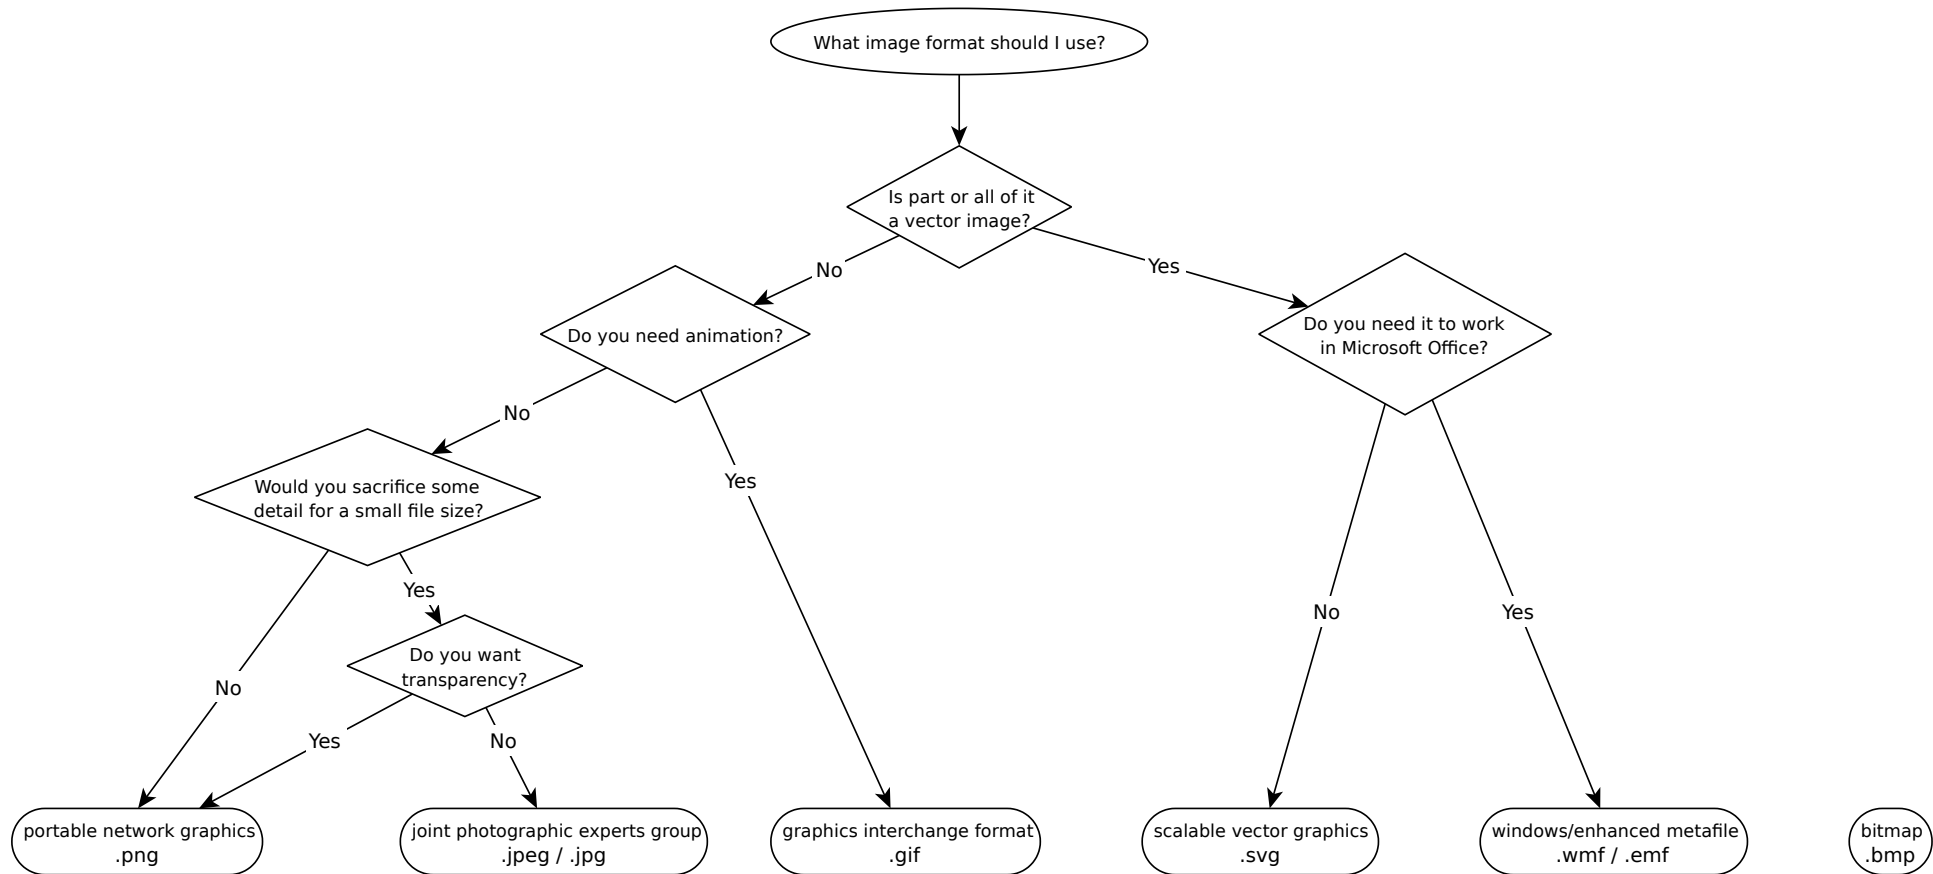 What image format should I use?
Is part or all of it
a vector image?
No
Yes
Do you need animation?
Do you need it to work
in Microsoft Office?
No
Yes
Would you sacrifice some
detail for a small file size?
Yes
No
Yes
Do you want
transparency?
No
Yes
No
portable network graphics
.png
joint photographic experts group
.jpeg / .jpg
graphics interchange format
.gif
scalable vector graphics
.svg
windows/enhanced metafile
.wmf / .emf
bitmap
.bmp